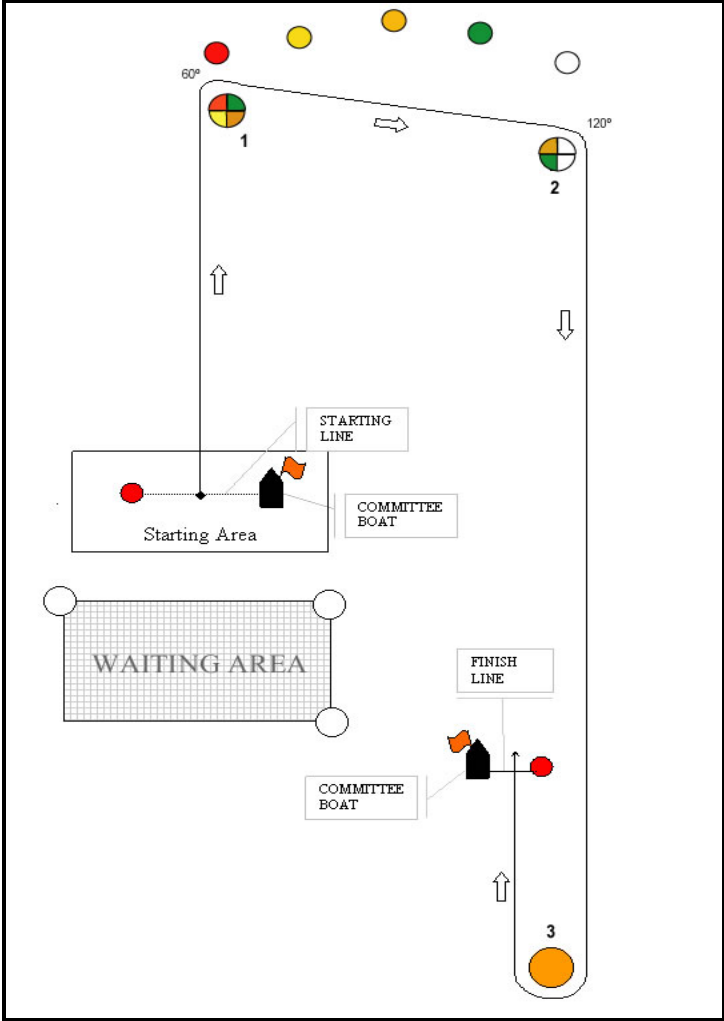 60º
1
120º
2
STARTING
LINE
COMMITTEE
BOAT
Starting Area
WAITING AREA
FINISH
LINE
COMMITTEE
BOAT
3